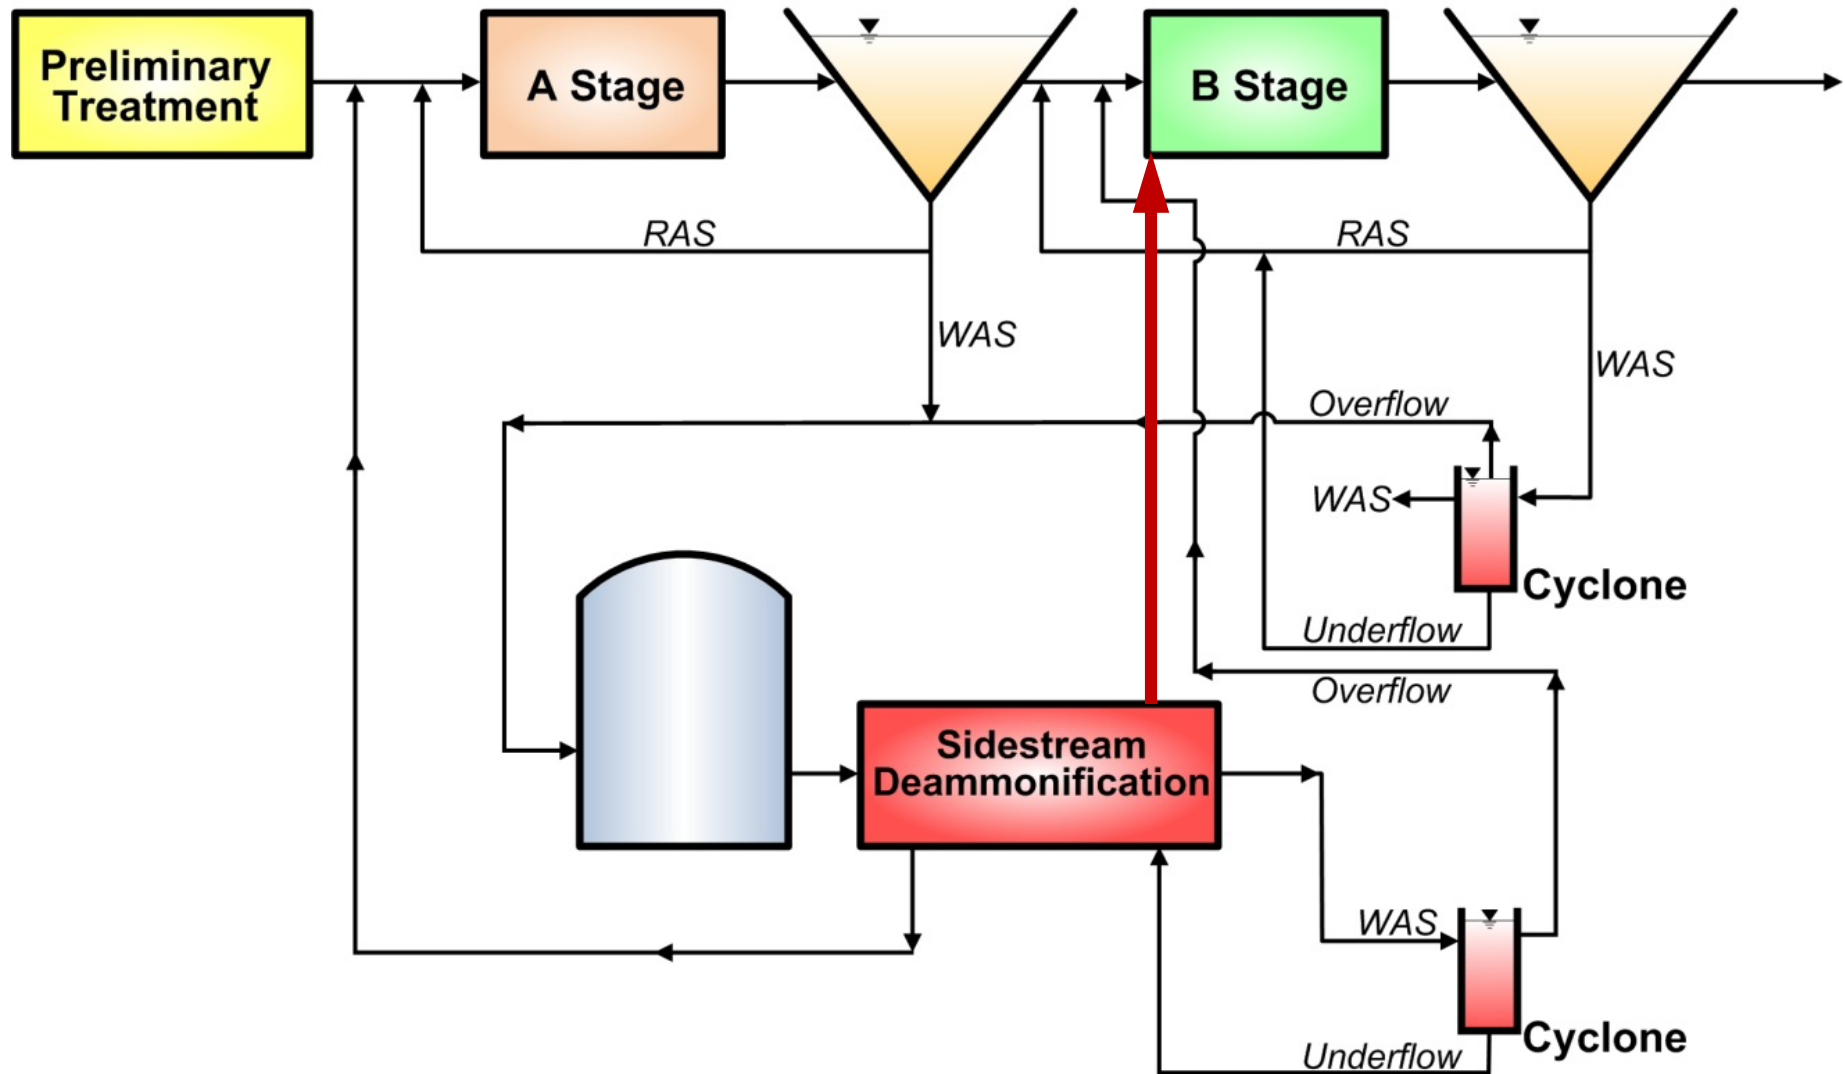 Preliminary
Treatment
A Stage
B Stage
RAS
RAS
WAS
WAS
Overflow
WAS
Cyclone
Underflow
Overflow
Sidestream
Deammonification
WAS
Cyclone
Underflow